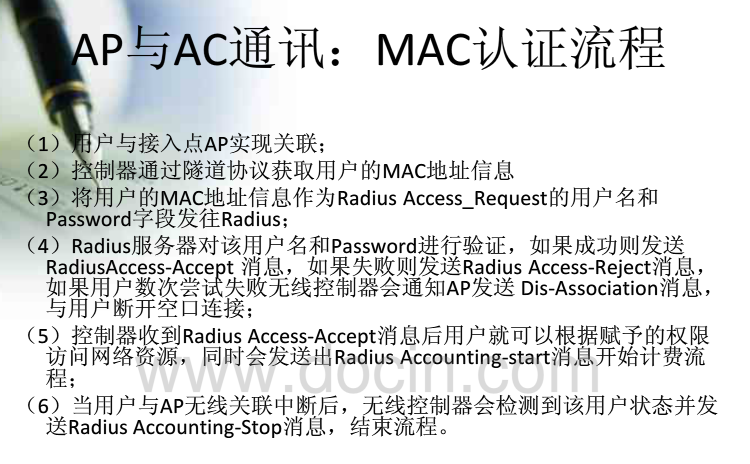 AP与AC通讯：MAC认证流程
（1）用户与接入点AP实现关联；
（2）控制器通过隧道协议获取用户的MAC地址信息
（3）将用户的MAC地址信息作为Radius Access_Request的用户名和
Password字段发往Radius；
（4）Radius服务器对该用户名和Password进行验证，如果成功则发送
RadiusAccess-Accept 消息，如果失败则发送Radius Access-Reject消息，
如果用户数次尝试失败无线控制器会通知AP发送 Dis-Association消息，
与用户断开空口连接；
（5）控制器收到Radius Access-Accept消息后用户就可以根据赋予的权限
访问网络资源，同时会发送出Radius Accounting-start消息开始计费流
程；
www.docin.com
（6）当用户与AP无线关联中断后，无线控制器会检测到该用户状态并发
送Radius Accounting-Stop消息，结束流程。